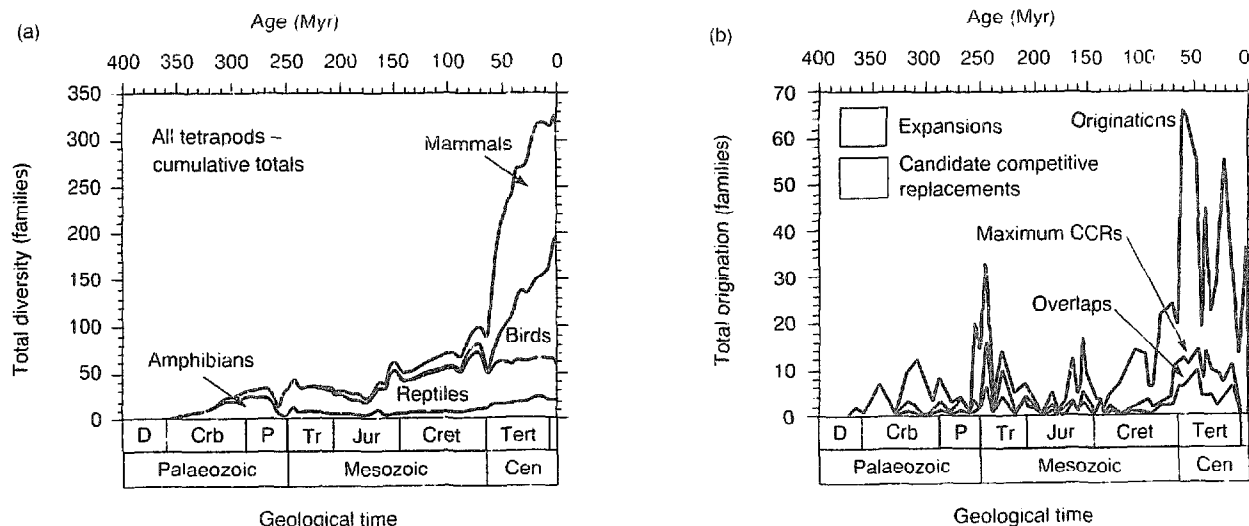 (a)
Age (Myr)
400 350 300 250 200 150 100 50 0
350
300
250
200
150
100
50
0
Total diversity (families)
All tetrapods –
cumulative totals
Mammals
Birds
Amphibians
Reptiles
D Crb P Tr Jur Cret Tert
Palaeozoic Mesozoic Cen
Geological time
(b)
Age (Myr)
400 350 300 250 200 150 100 50 0
70
60
50
40
30
20
10
0
Total origination (families)
Expansions
Candidate competitive
replacements
Originations
Maximum CCRs
Overlaps
D Crb P Tr Jur Cret Tert
Palaeozoic Mesozoic Cen
Geological time